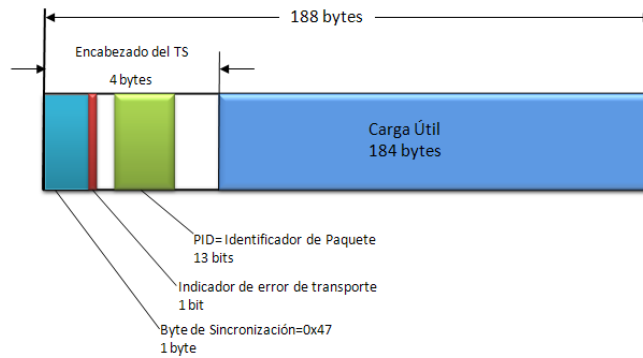 188 bytes
Encabezado del TS
4 bytes
Carga Útil
184 bytes
PID= Identificador de Paquete
13 bits
Indicador de error de transporte
1 bit
Byte de Sincronización=0x47
1 byte